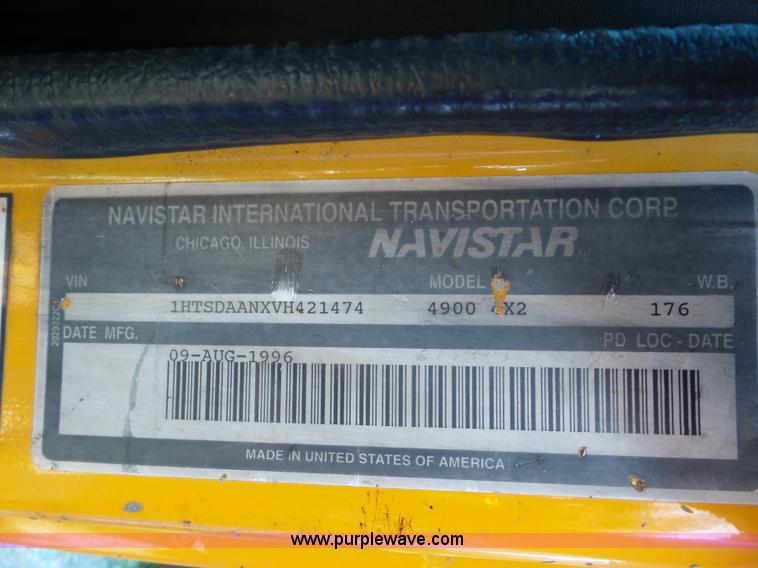 NAVISTAR INTERNATIONAL TRANSPORTATION CORP.
CHICAGO, ILLINOIS NAVISTAR
VIN MODEL W.B.
1HTSDAANXVH421474 4900 4X2 176
DATE MFG. PD LOC - DATE
09-AUG-1996
MADE IN UNITED STATES OF AMERICA
www.purplewave.com